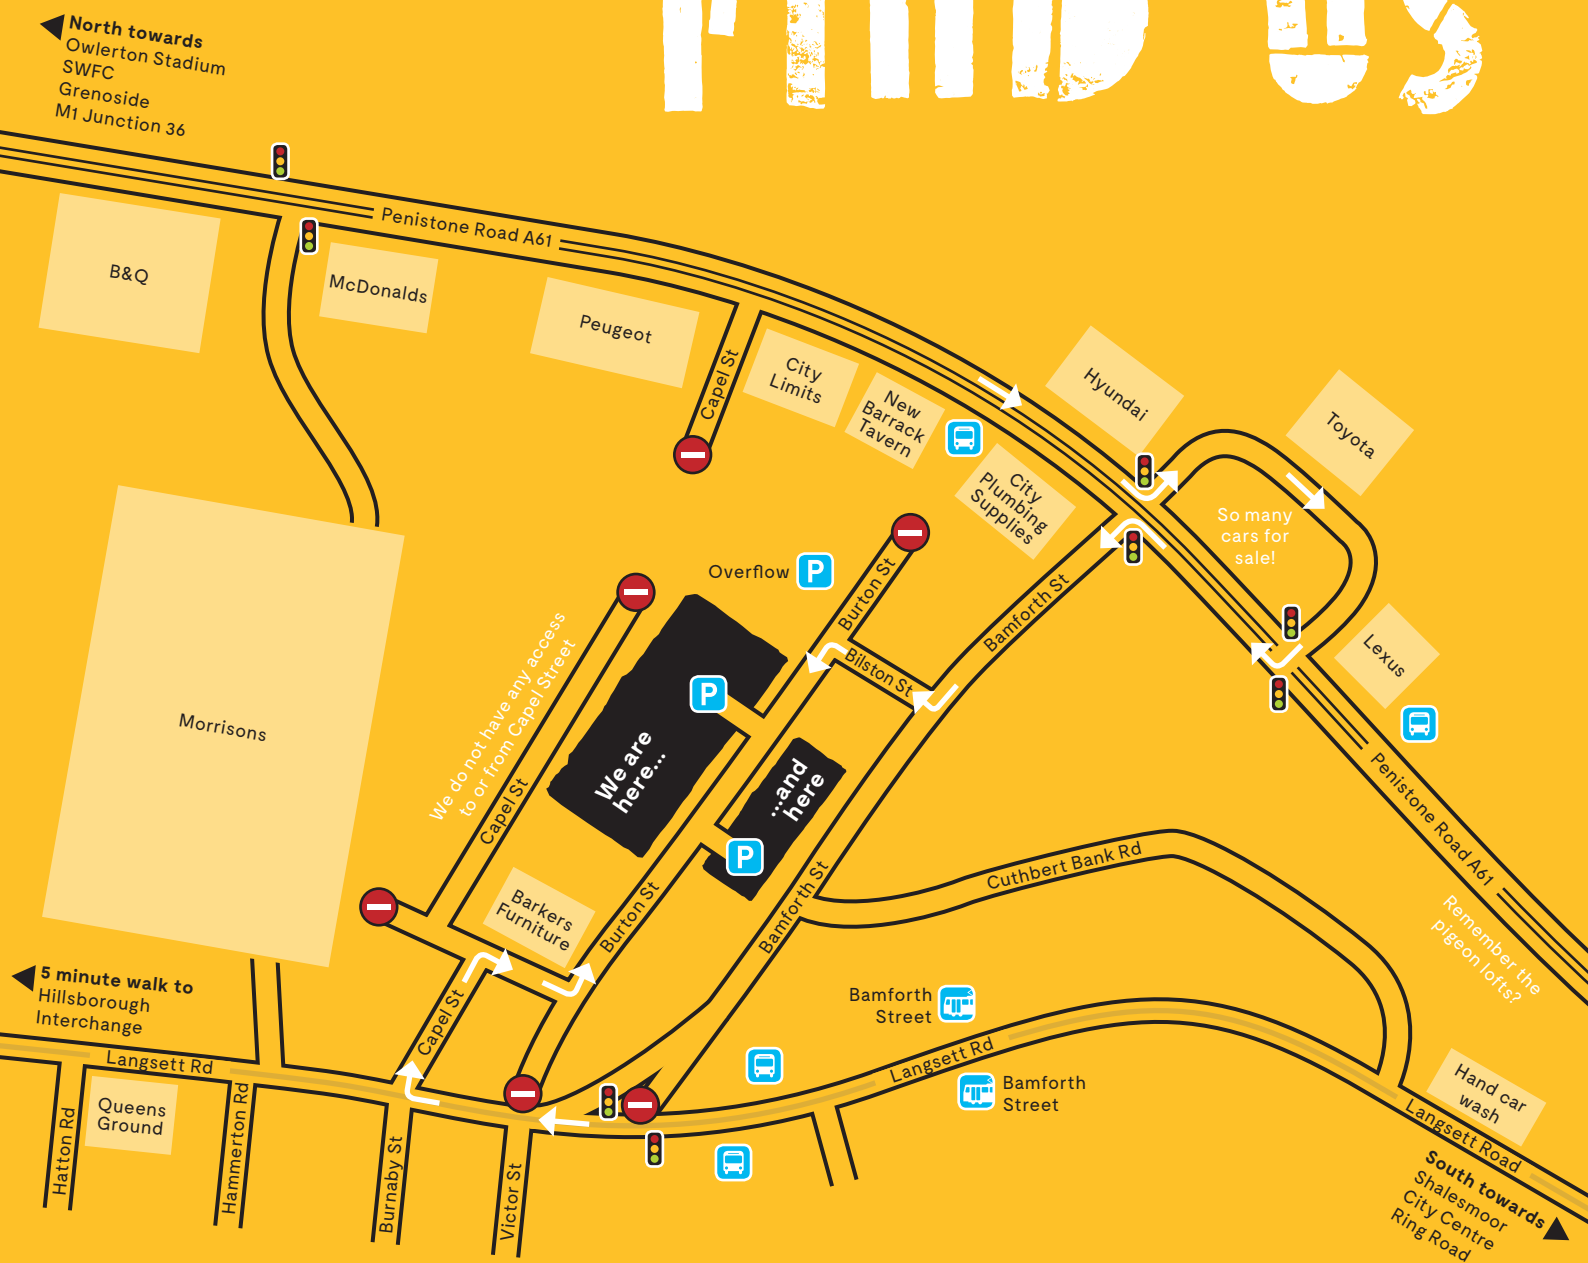 FIND US
North towards
Owlerton Stadium
SWFC
Grenoside
M1 Junction 36
Penistone Road A61
B&Q
McDonalds
Peugeot
Capel St
City
Limits
New
Barrack
Tavern
City
Plumbing
Supplies
Hyundai
Toyota
So many
cars for
sale!
Lexus
Overflow P
Burton St
Bilston St
Bamforth St
Morrisons
We do not have any access
to or from Capel Street
Capel St
P
We are
here...
...and
here
P
Penistone Road A61
Remember the
pigeon lofts?
Barkers
Furniture
Burton St
Bamforth St
Cuthbert Bank Rd
5 minute walk to
Hillsborough
Interchange
Capel St
Bamforth
Street
Langsett Rd
Langsett Rd
Bamforth
Street
Queens
Ground
Hatton Rd
Hammerton Rd
Burnaby St
Victor St
Hand car
wash
Langsett Road
South towards
Shalesmoor
City Centre
Ring Road